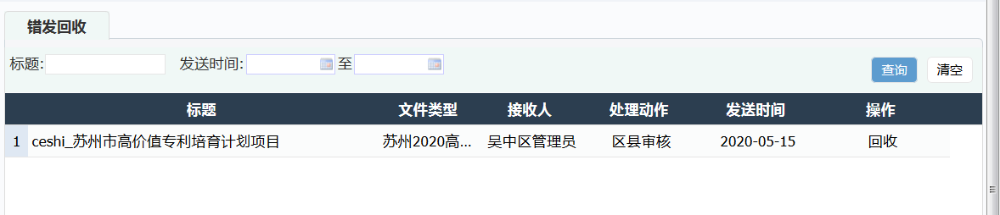 错发回收
标题: 发送时间: 至 查询 清空
标题 文件类型 接收人 处理动作 发送时间 操作
1 ceshi_苏州市高价值专利培育计划项目 苏州2020高... 吴中区管理员 区县审核 2020-05-15 回收